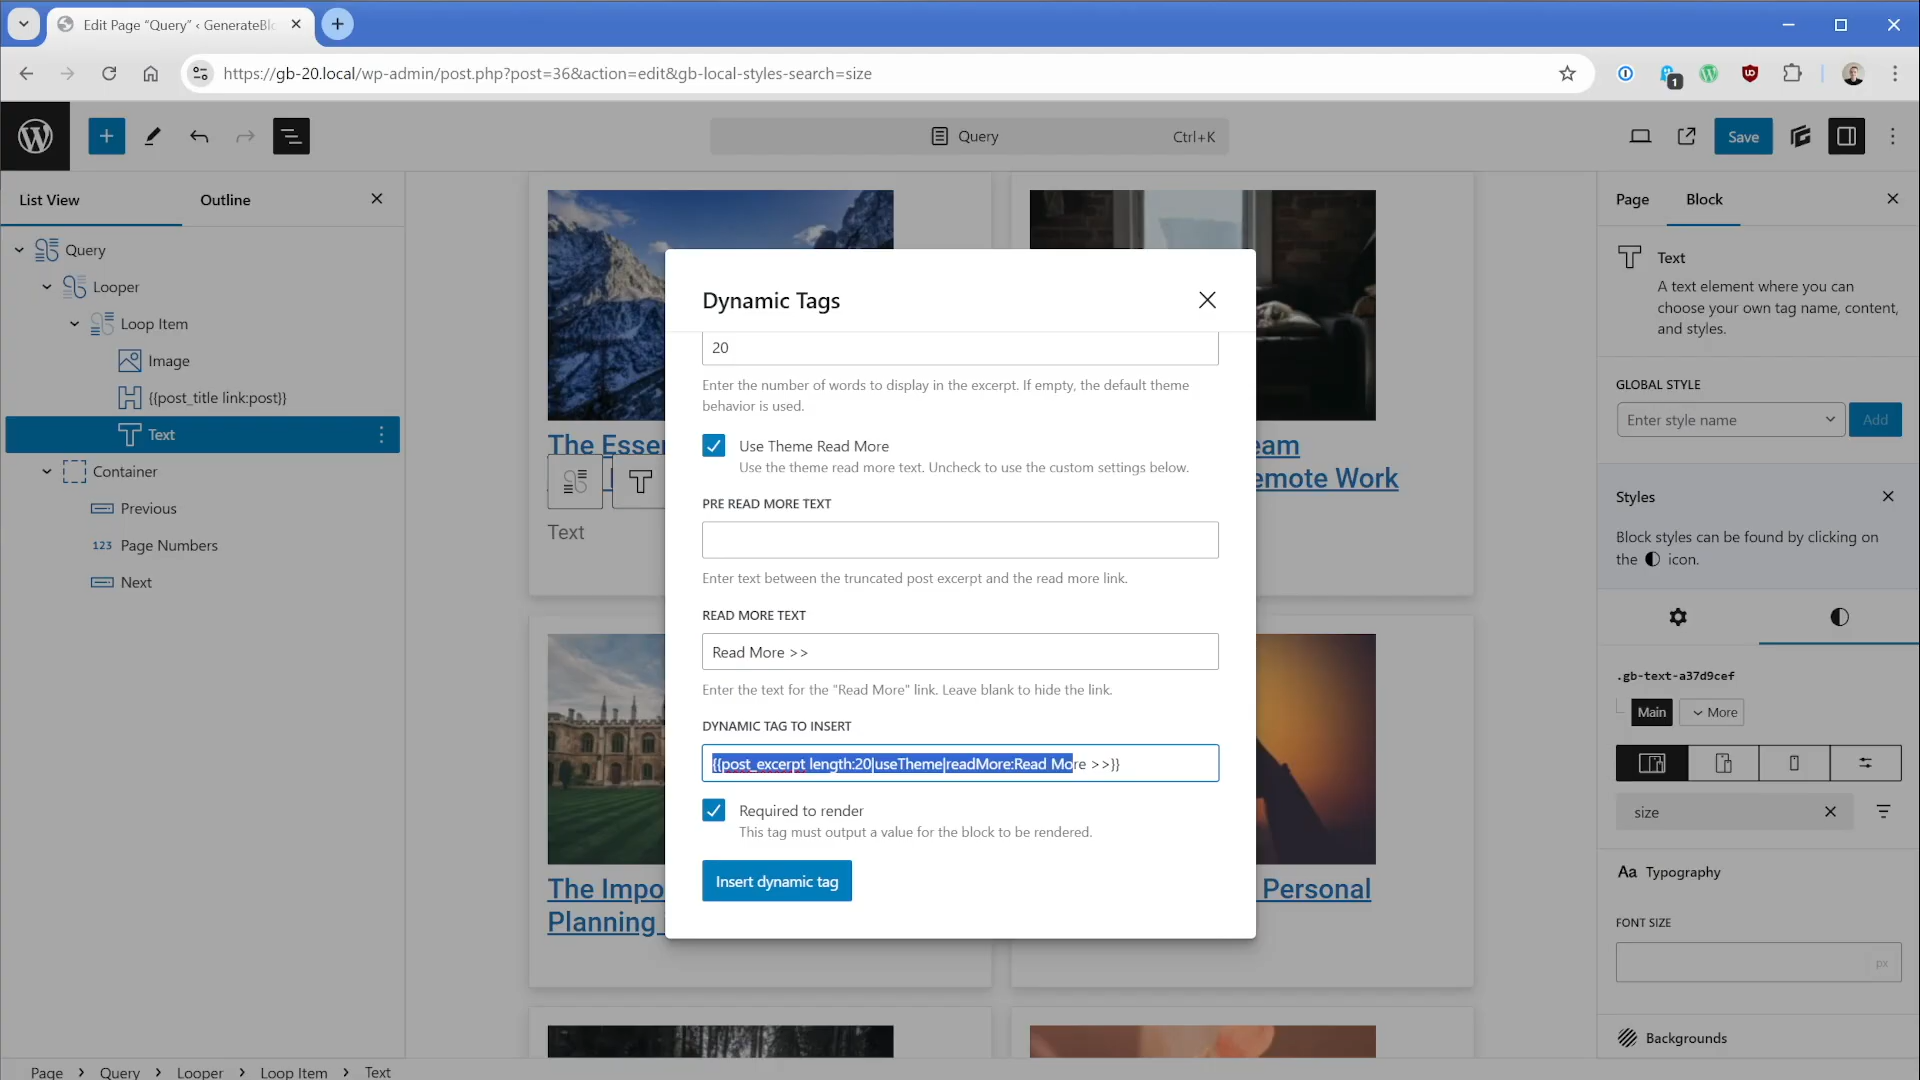 Edit Page “Query” ‹ GenerateBlo
https://gb-20.local/wp-admin/post.php?post=36&action=edit&gb-local-styles-search=size
1
Query
Ctrl+K
Save
List View
Outline
Query
Looper
Loop Item
Image
{{post_title link:post}}
Text
Container
Previous
123 Page Numbers
Next
The Essen
Text
eam
emote Work
The Impo
Planning
Personal
Dynamic Tags
20
Enter the number of words to display in the excerpt. If empty, the default theme
behavior is used.
Use Theme Read More
Use the theme read more text. Uncheck to use the custom settings below.
PRE READ MORE TEXT
Enter text between the truncated post excerpt and the read more link.
READ MORE TEXT
Read More >>
Enter the text for the "Read More" link. Leave blank to hide the link.
DYNAMIC TAG TO INSERT
{{post_excerpt length:20|useTheme|readMore:Read More >>}}
Required to render
This tag must output a value for the block to be rendered.
Insert dynamic tag
Page
Block
Text
A text element where you can
choose your own tag name, content,
and styles.
GLOBAL STYLE
Enter style name
Add
Styles
Block styles can be found by clicking on
the icon.
.gb-text-a37d9cef
Main
More
size
Aa Typography
FONT SIZE
px
Backgrounds
Page > Query > Looper > Loop Item > Text